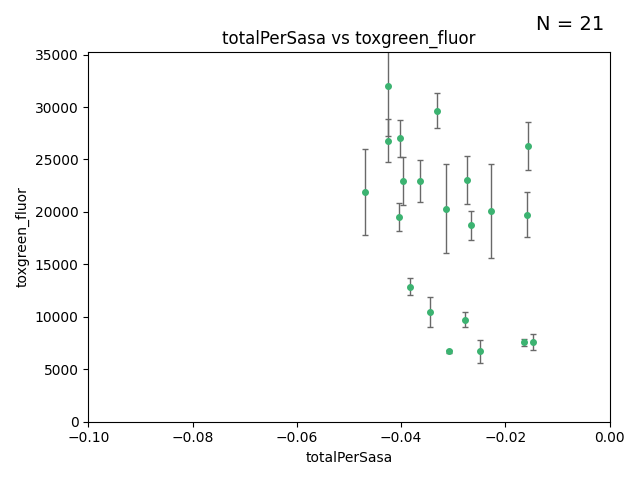 N = 21
totalPerSasa vs toxgreen_fluor
35000
30000
25000
20000
15000
10000
5000
0
toxgreen_fluor
−0.10 −0.08 −0.06 −0.04 −0.02 0.00
totalPerSasa